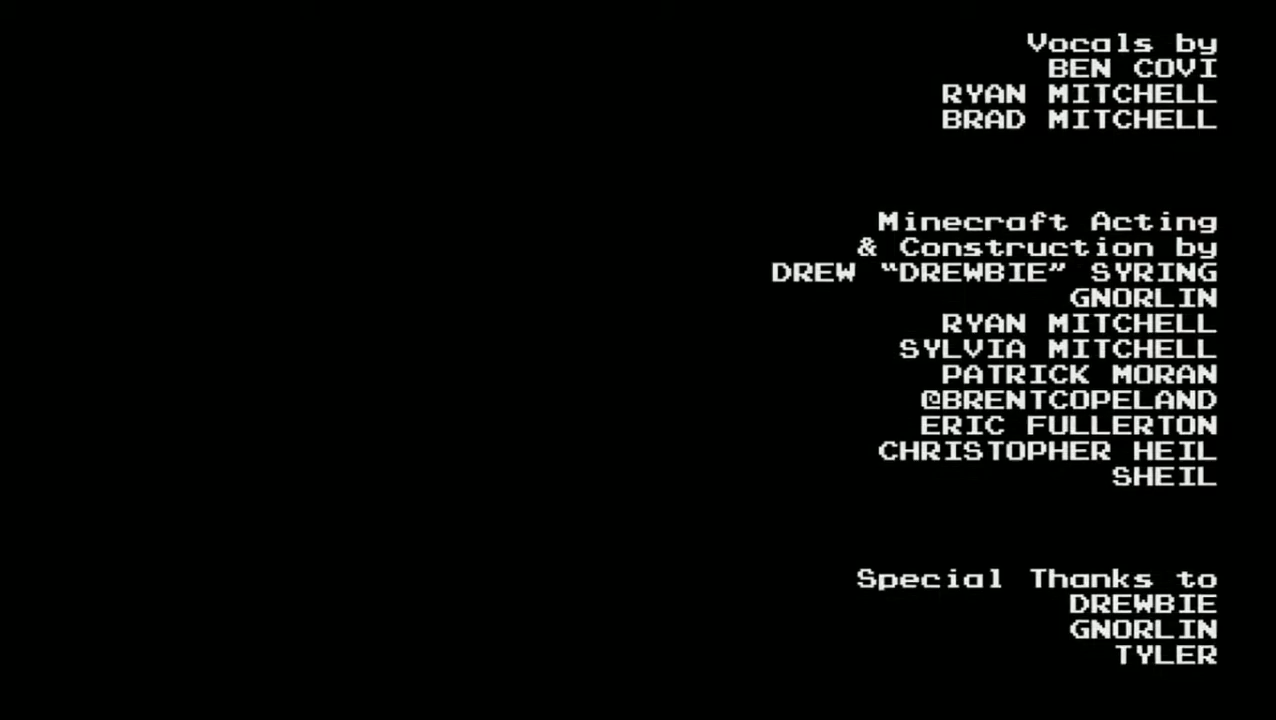 Vocals by
BEN COVI
RYAN MITCHELL
BRAD MITCHELL
Minecraft Acting
& Construction by
DREW “DREWBIE” SYRING
GNORLIN
RYAN MITCHELL
SYLVIA MITCHELL
PATRICK MORAN
@BRENTCOPELAND
ERIC FULLERTON
CHRISTOPHER HEIL
SHEIL
Special Thanks to
DREWBIE
GNORLIN
TYLER